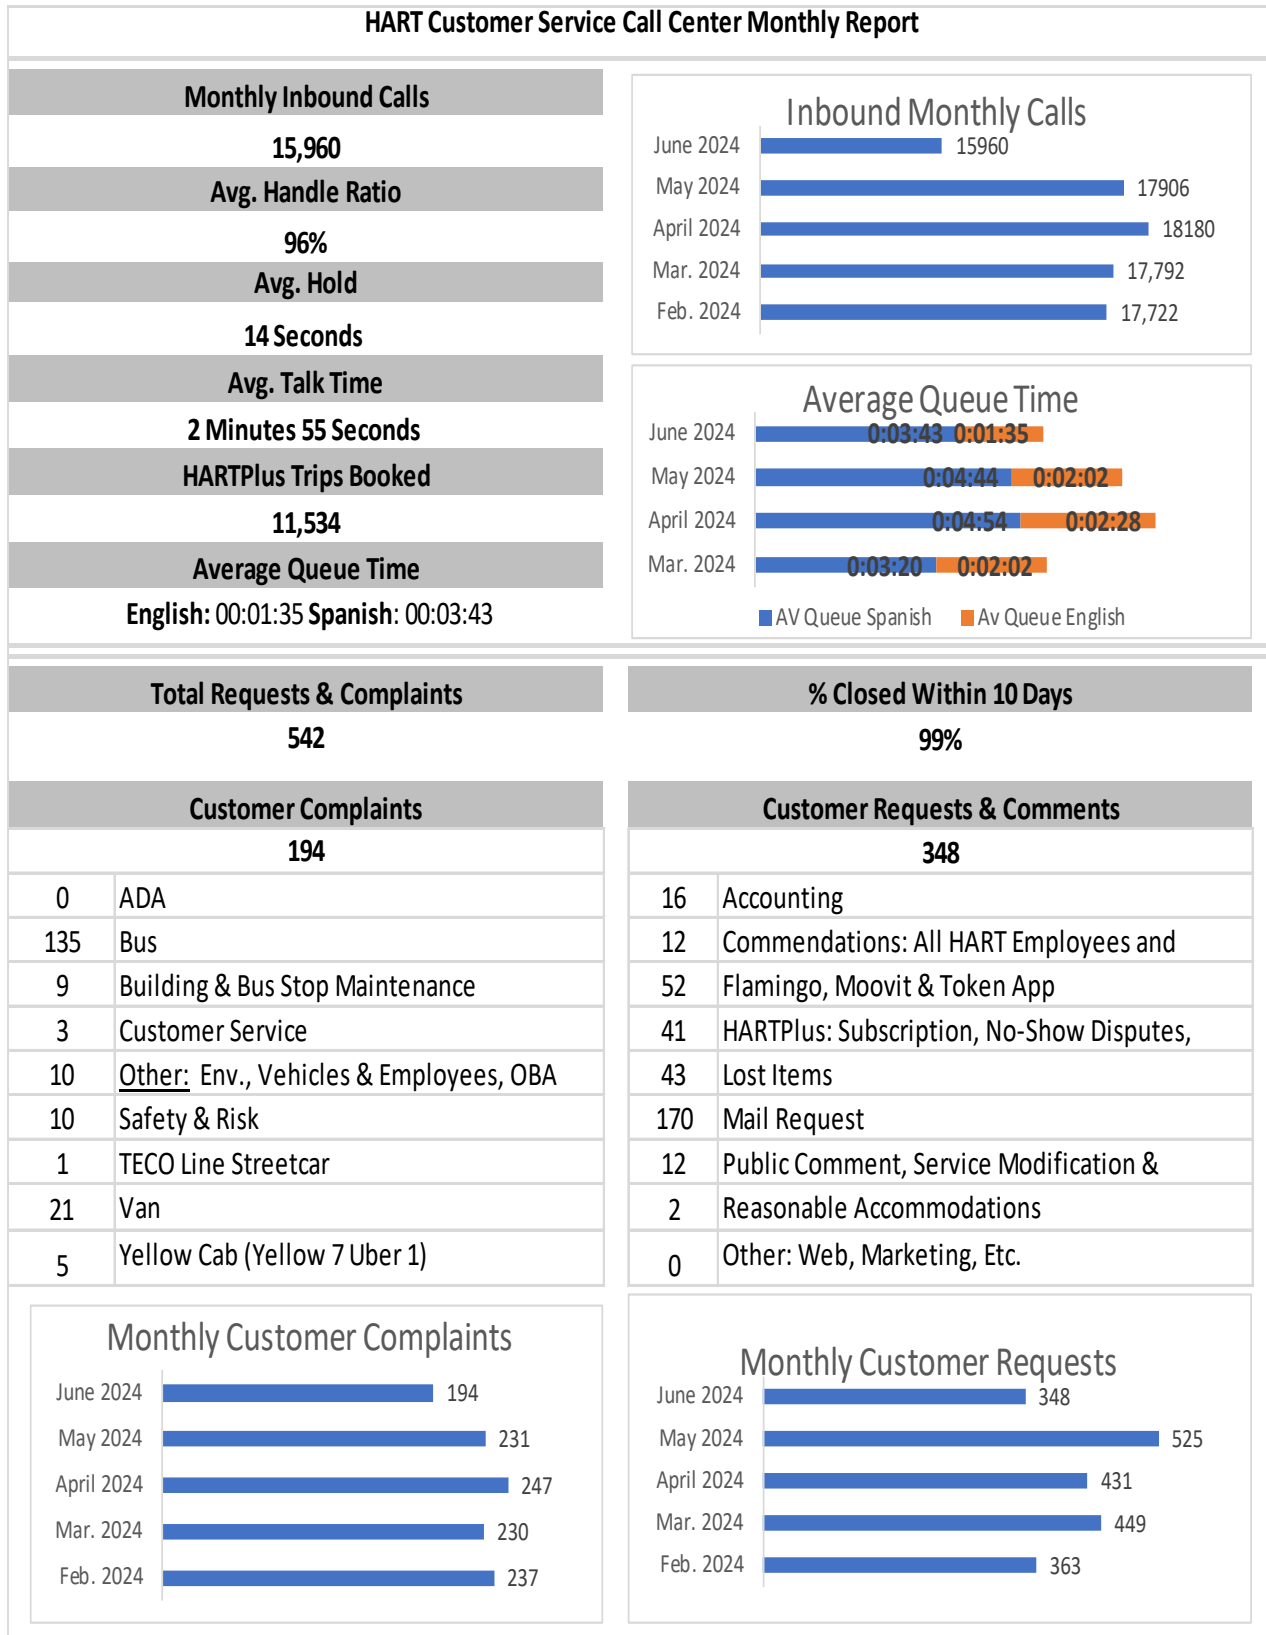 HART Customer Service Call Center Monthly Report
Monthly Inbound Calls
15,960
Avg. Handle Ratio
96%
Avg. Hold
14 Seconds
Avg. Talk Time
2 Minutes 55 Seconds
HARTPlus Trips Booked
11,534
Average Queue Time
English: 00:01:35 Spanish: 00:03:43
Inbound Monthly Calls
June 2024 15960
May 2024 17906
April 2024 18180
Mar. 2024 17,792
Feb. 2024 17,722
Average Queue Time
June 2024 0:03:43 0:01:35
May 2024 0:04:44 0:02:02
April 2024 0:04:54 0:02:28
Mar. 2024 0:03:20 0:02:02
AV Queue Spanish Av Queue English
Total Requests & Complaints
542
% Closed Within 10 Days
99%
Customer Complaints
194
0 ADA
135 Bus
9 Building & Bus Stop Maintenance
3 Customer Service
10 Other: Env., Vehicles & Employees, OBA
10 Safety & Risk
1 TECO Line Streetcar
21 Van
5 Yellow Cab (Yellow 7 Uber 1)
Customer Requests & Comments
348
16 Accounting
12 Commendations: All HART Employees and
52 Flamingo, Moovit & Token App
41 HARTPlus: Subscription, No-Show Disputes,
43 Lost Items
170 Mail Request
12 Public Comment, Service Modification &
2 Reasonable Accommodations
0 Other: Web, Marketing, Etc.
Monthly Customer Complaints
June 2024 194
May 2024 231
April 2024 247
Mar. 2024 230
Feb. 2024 237
Monthly Customer Requests
June 2024 348
May 2024 525
April 2024 431
Mar. 2024 449
Feb. 2024 363